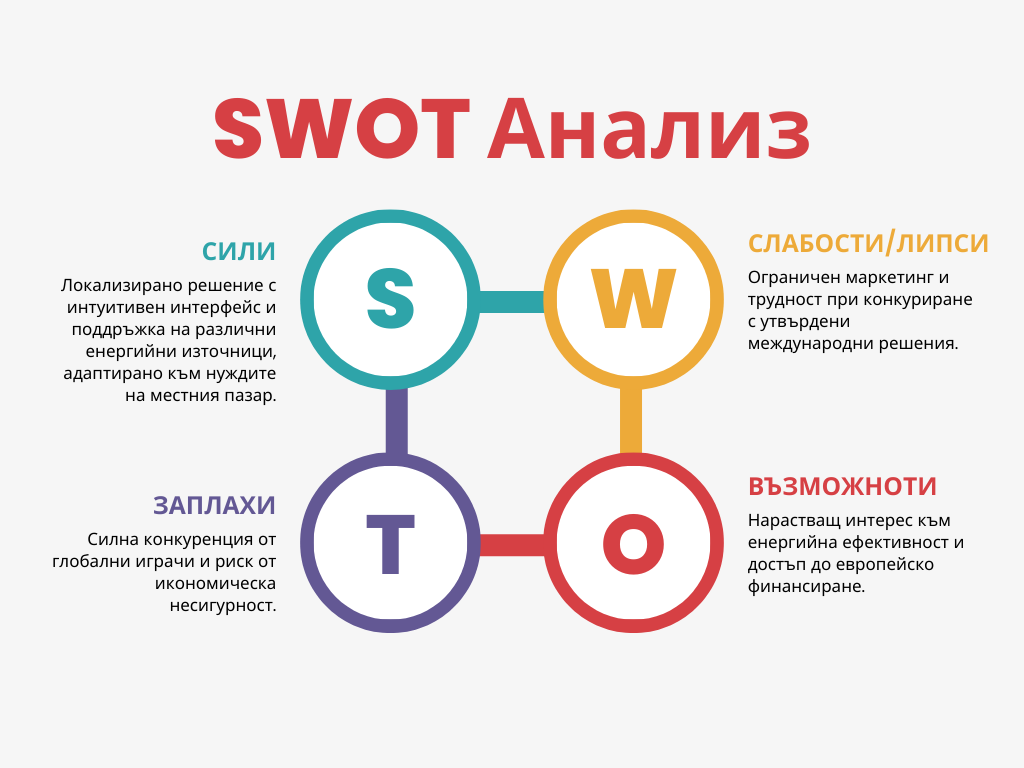 SWOT Анализ
СИЛИ
Локализирано решение с
интуитивен интерфейс и
поддръжка на различни
енергийни източници,
адаптирано към нуждите
на местния пазар.
S
W
СЛАБОСТИ/ЛИПСИ
Ограничен маркетинг и
трудност при конкуриране
с утвърдени
международни решения.
ЗАПЛАХИ
Силна конкуренция от
глобални играчи и риск от
икономическа
несигурност.
T
O
ВЪЗМОЖНОТИ
Нарастващ интерес към
енергийна ефективност и
достъп до европейско
финансиране.